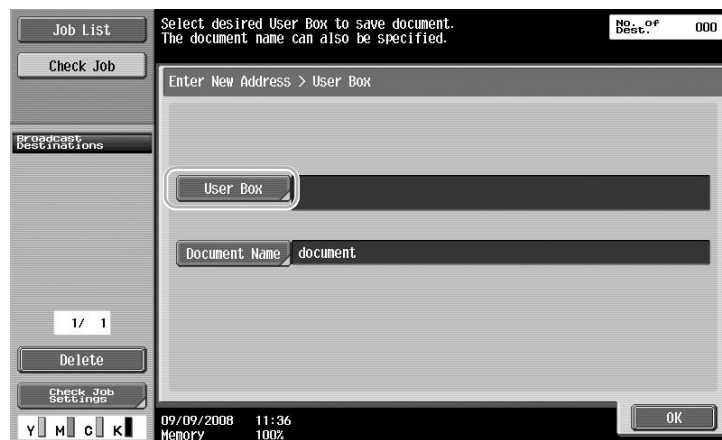 Job List
Check Job
Select desired User Box to save document.
The document name can also be specified.
No. of
Dest.
000
Enter New Address > User Box
Broadcast
Destinations
User Box
Document Name
document
1/ 1
Delete
Check Job
Settings
Y M C K
09/09/2008 11:36
Memory 100%
OK